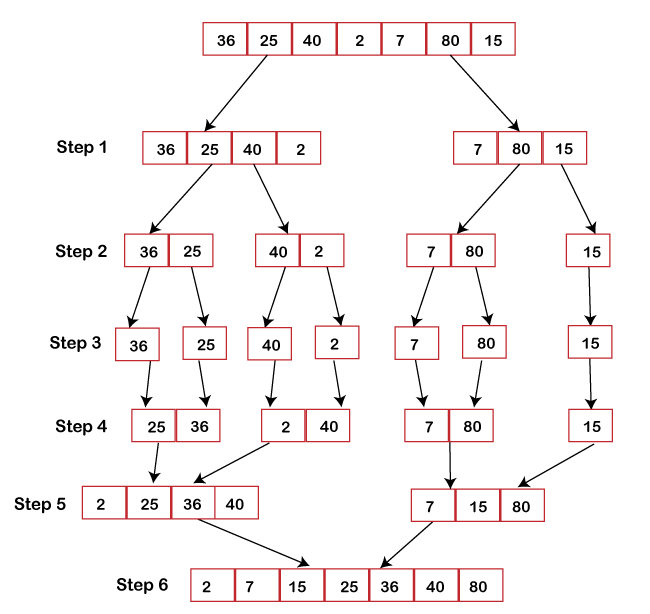 36 25 40 2 7 80 15
Step 1 36 25 40 2 7 80 15
Step 2 36 25 40 2 7 80 15
Step 3 36 25 40 2 7 80 15
Step 4 25 36 2 40 7 80 15
Step 5 2 25 36 40 7 15 80
Step 6 2 7 15 25 36 40 80